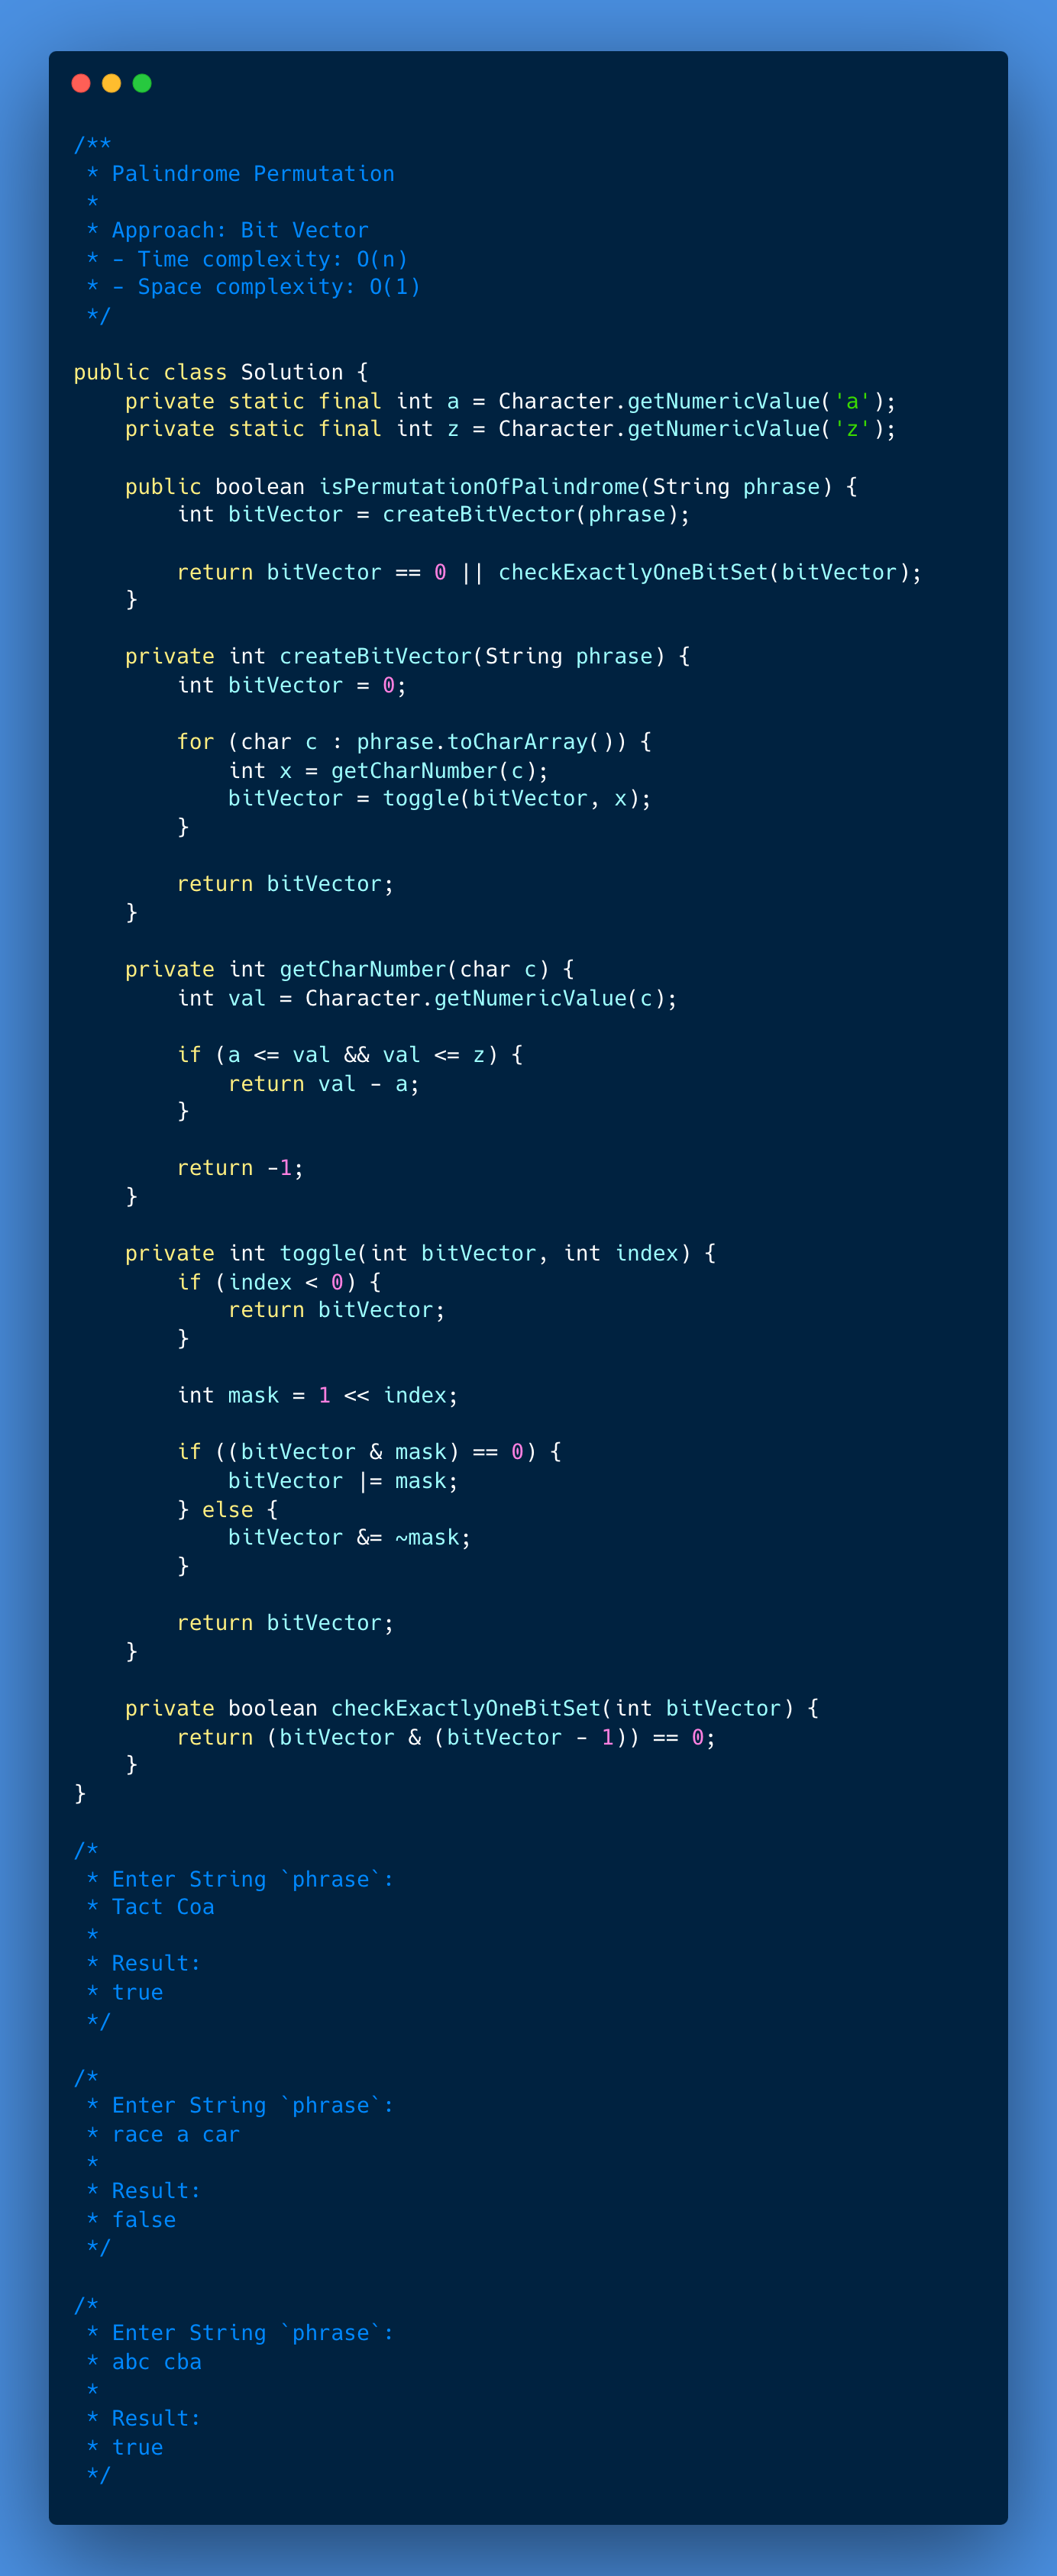 /**
 * Palindrome Permutation
 *
 * Approach: Bit Vector
 * - Time complexity: O(n)
 * - Space complexity: O(1)
 */

public class Solution {
    private static final int a = Character.getNumericValue('a');
    private static final int z = Character.getNumericValue('z');

    public boolean isPermutationOfPalindrome(String phrase) {
        int bitVector = createBitVector(phrase);

        return bitVector == 0 || checkExactlyOneBitSet(bitVector);
    }

    private int createBitVector(String phrase) {
        int bitVector = 0;

        for (char c : phrase.toCharArray()) {
            int x = getCharNumber(c);
            bitVector = toggle(bitVector, x);
        }

        return bitVector;
    }

    private int getCharNumber(char c) {
        int val = Character.getNumericValue(c);

        if (a <= val && val <= z) {
            return val - a;
        }

        return -1;
    }

    private int toggle(int bitVector, int index) {
        if (index < 0) {
            return bitVector;
        }

        int mask = 1 << index;

        if ((bitVector & mask) == 0) {
            bitVector |= mask;
        } else {
            bitVector &= ~mask;
        }

        return bitVector;
    }

    private boolean checkExactlyOneBitSet(int bitVector) {
        return (bitVector & (bitVector - 1)) == 0;
    }
}

/*
 * Enter String `phrase`:
 * Tact Coa
 *
 * Result:
 * true
 */

/*
 * Enter String `phrase`:
 * race a car
 *
 * Result:
 * false
 */

/*
 * Enter String `phrase`:
 * abc cba
 *
 * Result:
 * true
 */